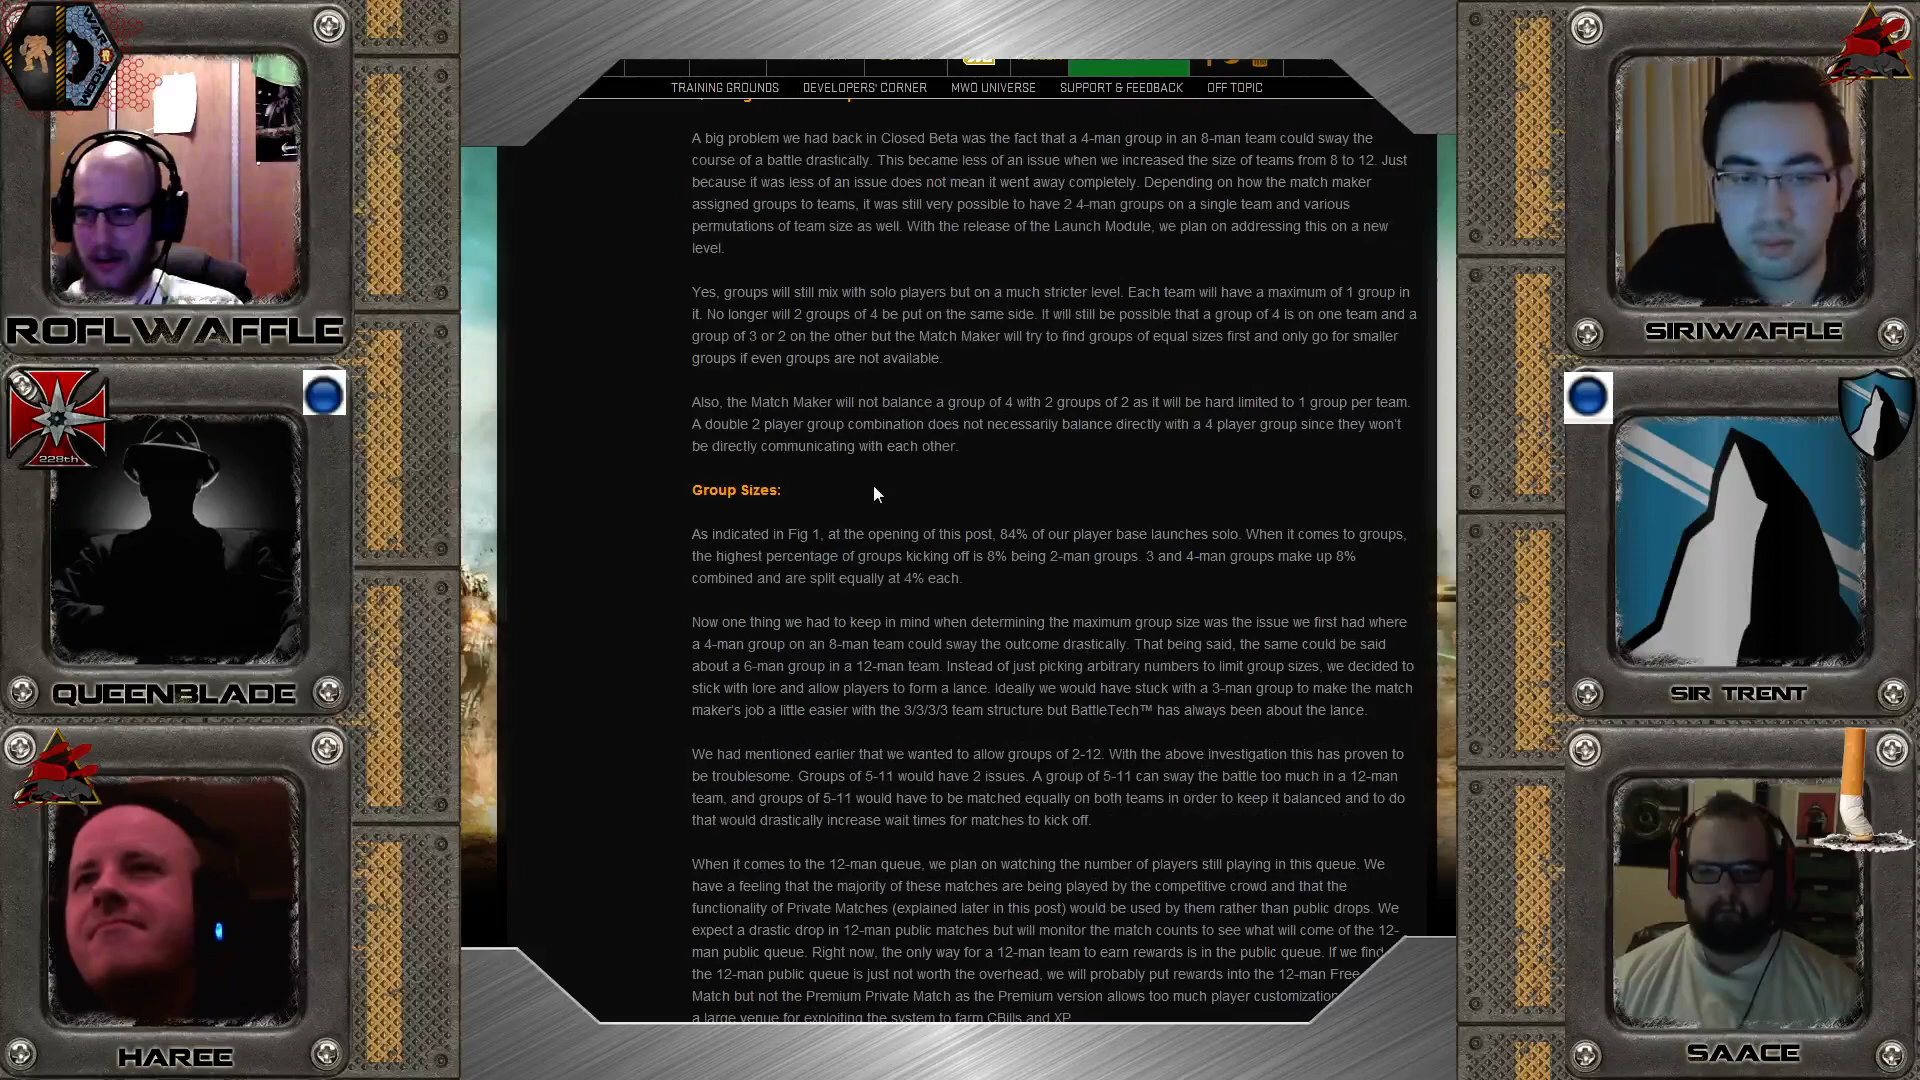 WAR ROOM
TRAINING GROUNDS DEVELOPERS' CORNER MWO UNIVERSE SUPPORT & FEEDBACK OFF TOPIC
A big problem we had back in Closed Beta was the fact that a 4-man group in an 8-man team could sway the
course of a battle drastically. This became less of an issue when we increased the size of teams from 8 to 12. Just
because it was less of an issue does not mean it went away completely. Depending on how the match maker
assigned groups to teams, it was still very possible to have 2 4-man groups on a single team and various
permutations of team size as well. With the release of the Launch Module, we plan on addressing this on a new
level.
Yes, groups will still mix with solo players but on a much stricter level. Each team will have a maximum of 1 group in
it. No longer will 2 groups of 4 be put on the same side. It will still be possible that a group of 4 is on one team and a
group of 3 or 2 on the other but the Match Maker will try to find groups of equal sizes first and only go for smaller
groups if even groups are not available.
Also, the Match Maker will not balance a group of 4 with 2 groups of 2 as it will be hard limited to 1 group per team.
A double 2 player group combination does not necessarily balance directly with a 4 player group since they won't
be directly communicating with each other.
Group Sizes:
As indicated in Fig 1, at the opening of this post, 84% of our player base launches solo. When it comes to groups,
the highest percentage of groups kicking off is 8% being 2-man groups. 3 and 4-man groups make up 8%
combined and are split equally at 4% each.
Now one thing we had to keep in mind when determining the maximum group size was the issue we first had where
a 4-man group on an 8-man team could sway the outcome drastically. That being said, the same could be said
about a 6-man group in a 12-man team. Instead of just picking arbitrary numbers to limit group sizes, we decided to
stick with lore and allow players to form a lance. Ideally we would have stuck with a 3-man group to make the match
maker's job a little easier with the 3/3/3/3 team structure but BattleTech™ has always been about the lance.
We had mentioned earlier that we wanted to allow groups of 2-12. With the above investigation this has proven to
be troublesome. Groups of 5-11 would have 2 issues. A group of 5-11 can sway the battle too much in a 12-man
team, and groups of 5-11 would have to be matched equally on both teams in order to keep it balanced and to do
that would drastically increase wait times for matches to kick off.
When it comes to the 12-man queue, we plan on watching the number of players still playing in this queue. We
have a feeling that the majority of these matches are being played by the competitive crowd and that the
functionality of Private Matches (explained later in this post) would be used by them rather than public drops. We
expect a drastic drop in 12-man public matches but will monitor the match counts to see what will come of the 12-
man public queue. Right now, the only way for a 12-man team to earn rewards is in the public queue. If we find
the 12-man public queue is just not worth the overhead, we will probably put rewards into the 12-man Free
Match but not the Premium Private Match as the Premium version allows too much player customization
a large venue for exploiting the system to farm CBills and XP
ROFLWAFFLE
SIRIWAFFLE
228th
QUEENBLADE
SIR TRENT
HAREE
SAACE